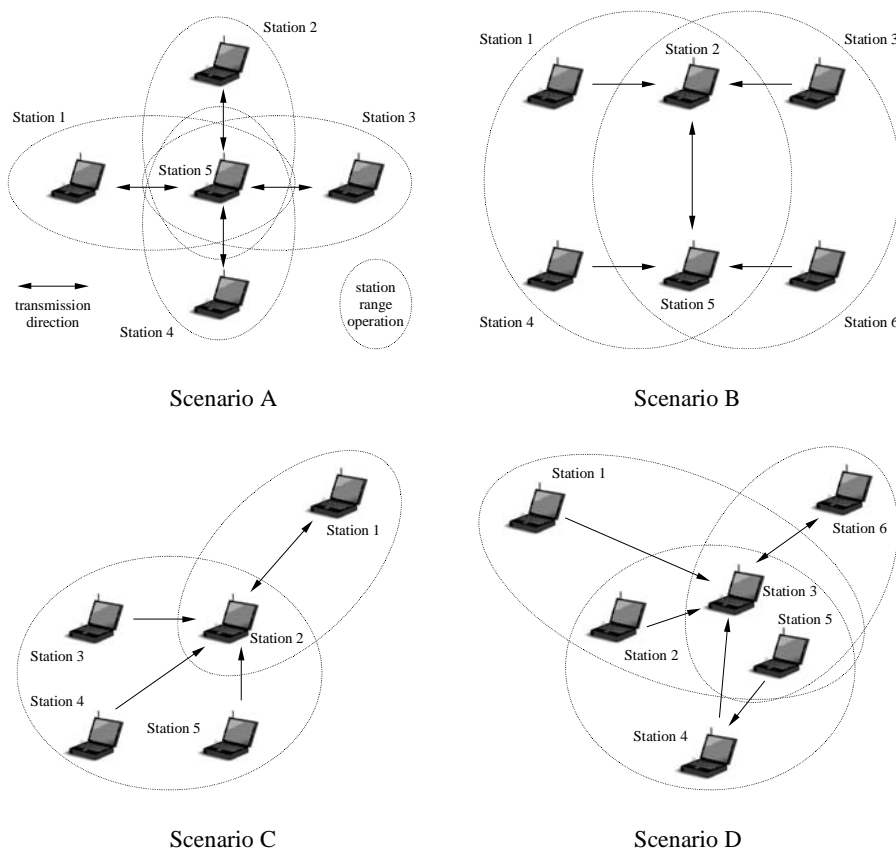 Station 2
Station 1
Station 3
Station 5
transmission
direction
Station 4
station
range
operation
Scenario A
Station 1
Station 2
Station 3
Station 4
Station 5
Station 6
Scenario B
Station 1
Station 2
Station 3
Station 4
Station 5
Scenario C
Station 1
Station 6
Station 3
Station 5
Station 2
Station 4
Scenario D